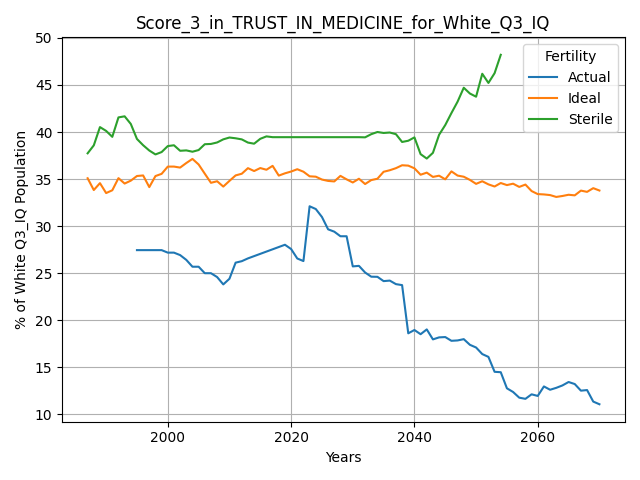 Score_3_in_TRUST_IN_MEDICINE_for_White_Q3_IQ
% of White Q3_IQ Population
50
45
40
35
30
25
20
15
10
Fertility
Actual
Ideal
Sterile
2000 2020 2040 2060
Years